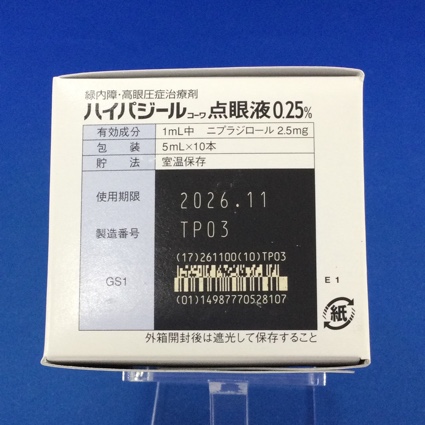 緑内障・高眼圧症治療剤
ハイパジールコーワ点眼液0.25%
有効成分 1mL中 ニプラジロール 2.5mg
包装 5mL×10本
貯法 室温保存
使用期限 2026.11
製造番号 TP03
(17)261100(10)TP03
GS1
(01)14987770528107
E1
紙
外箱開封後は遮光して保存すること